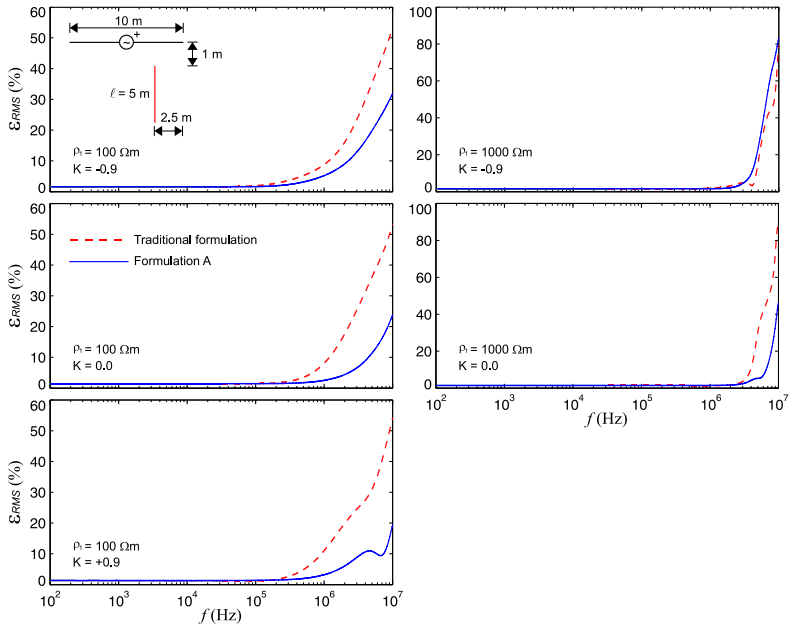 10 m
+
~
1 m
ℓ = 5 m
2.5 m
60
50
40
30
20
10
0
εRMS (%)
ρ₁ = 100 Ωm
K = -0.9
100
80
60
40
20
0
εRMS (%)
ρ₁ = 1000 Ωm
K = -0.9
60
50
40
30
20
10
0
εRMS (%)
Traditional formulation
Formulation A
ρ₁ = 100 Ωm
K = 0.0
100
80
60
40
20
0
ρ₁ = 1000 Ωm
K = 0.0
10² 10³ 10⁴ 10⁵ 10⁶ 10⁷
f (Hz)
60
50
40
30
20
10
0
εRMS (%)
ρ₁ = 100 Ωm
K = +0.9
10² 10³ 10⁴ 10⁵ 10⁶ 10⁷
f (Hz)